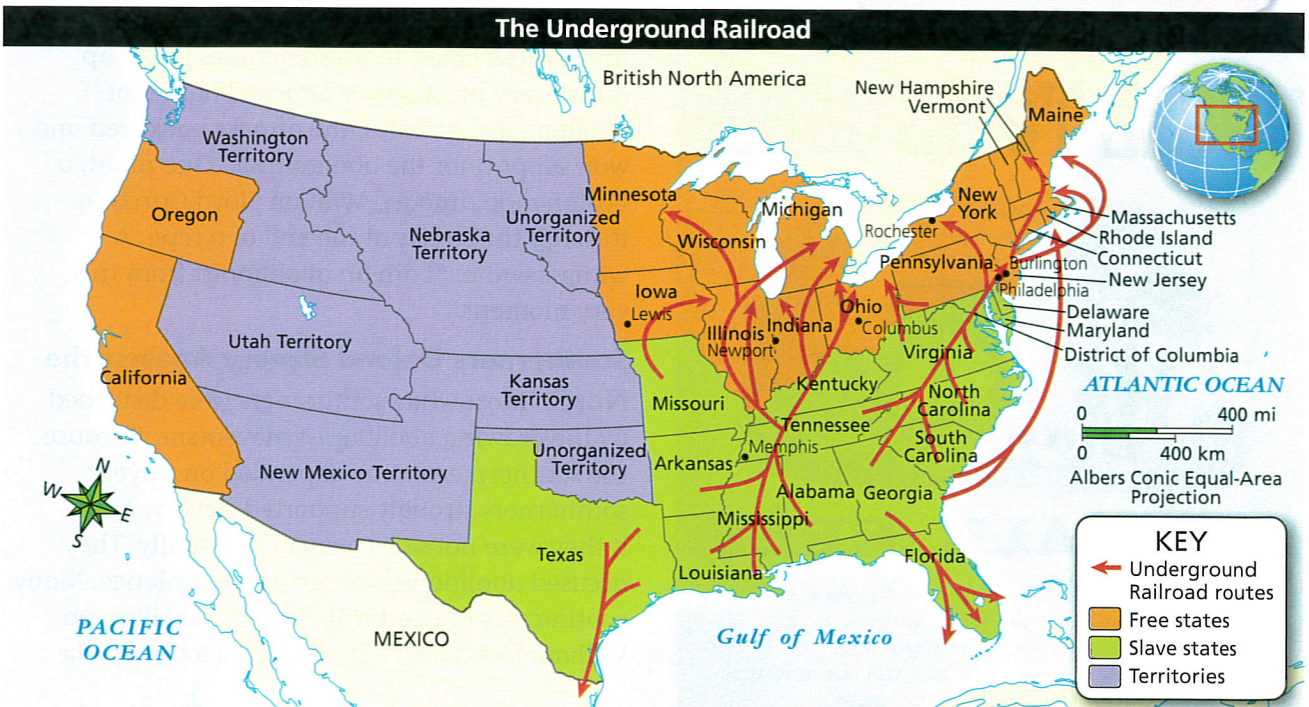 The Underground Railroad
British North America
New Hampshire
Vermont
Maine
Washington
Territory
Oregon
Nebraska
Territory
Unorganized
Territory
Minnesota
Wisconsin
Michigan
New
York
Rochester
Massachusetts
Rhode Island
Connecticut
New Jersey
Pennsylvania
Burlington
Philadelphia
Iowa
Lewis
Illinois
Newport
Indiana
Ohio
Columbus
Delaware
Maryland
District of Columbia
Virginia
Utah Territory
California
Kansas
Territory
Missouri
Kentucky
North
Carolina
Tennessee
South
Carolina
Memphis
New Mexico Territory
Unorganized
Territory
Arkansas
Alabama
Georgia
Mississippi
Texas
Louisiana
Florida
MEXICO
PACIFIC
OCEAN
Gulf of Mexico
ATLANTIC OCEAN
0 400 mi
0 400 km
Albers Conic Equal-Area
Projection
N
W
E
S
KEY
Underground
Railroad routes
Free states
Slave states
Territories